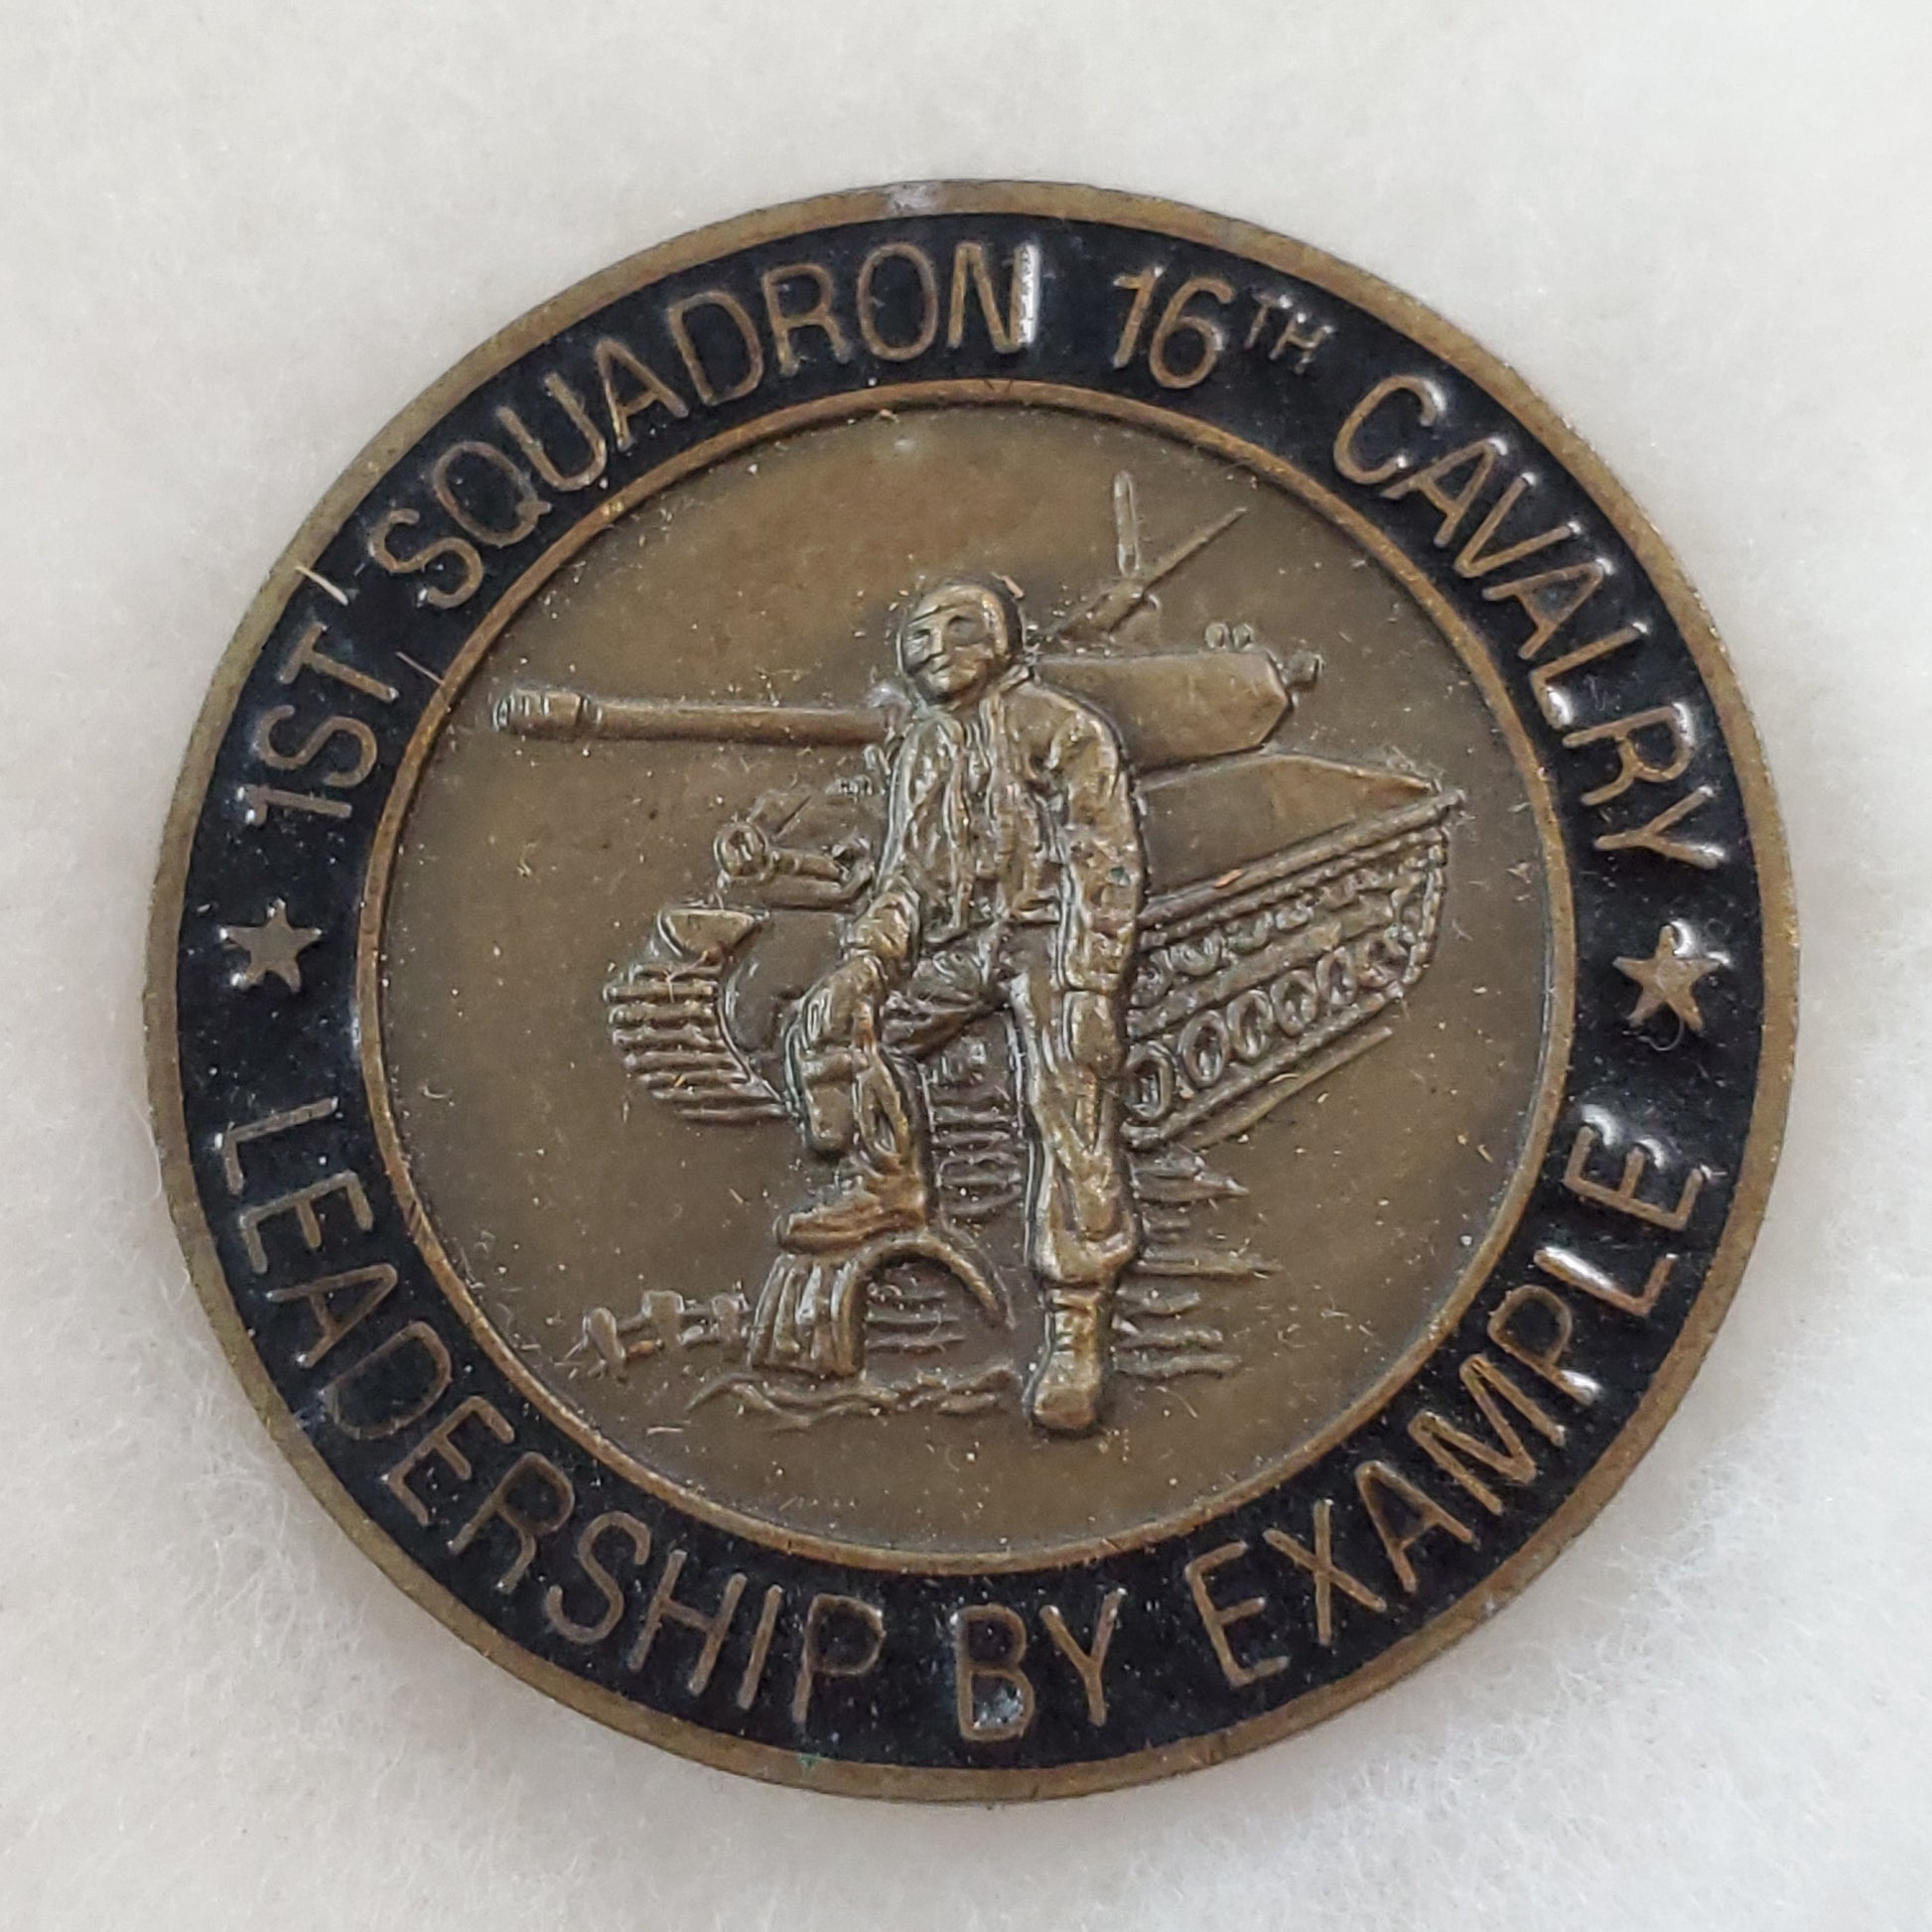 1ST SQUADRON 16TH CAVALRY
LEADERSHIP BY EXAMPLE